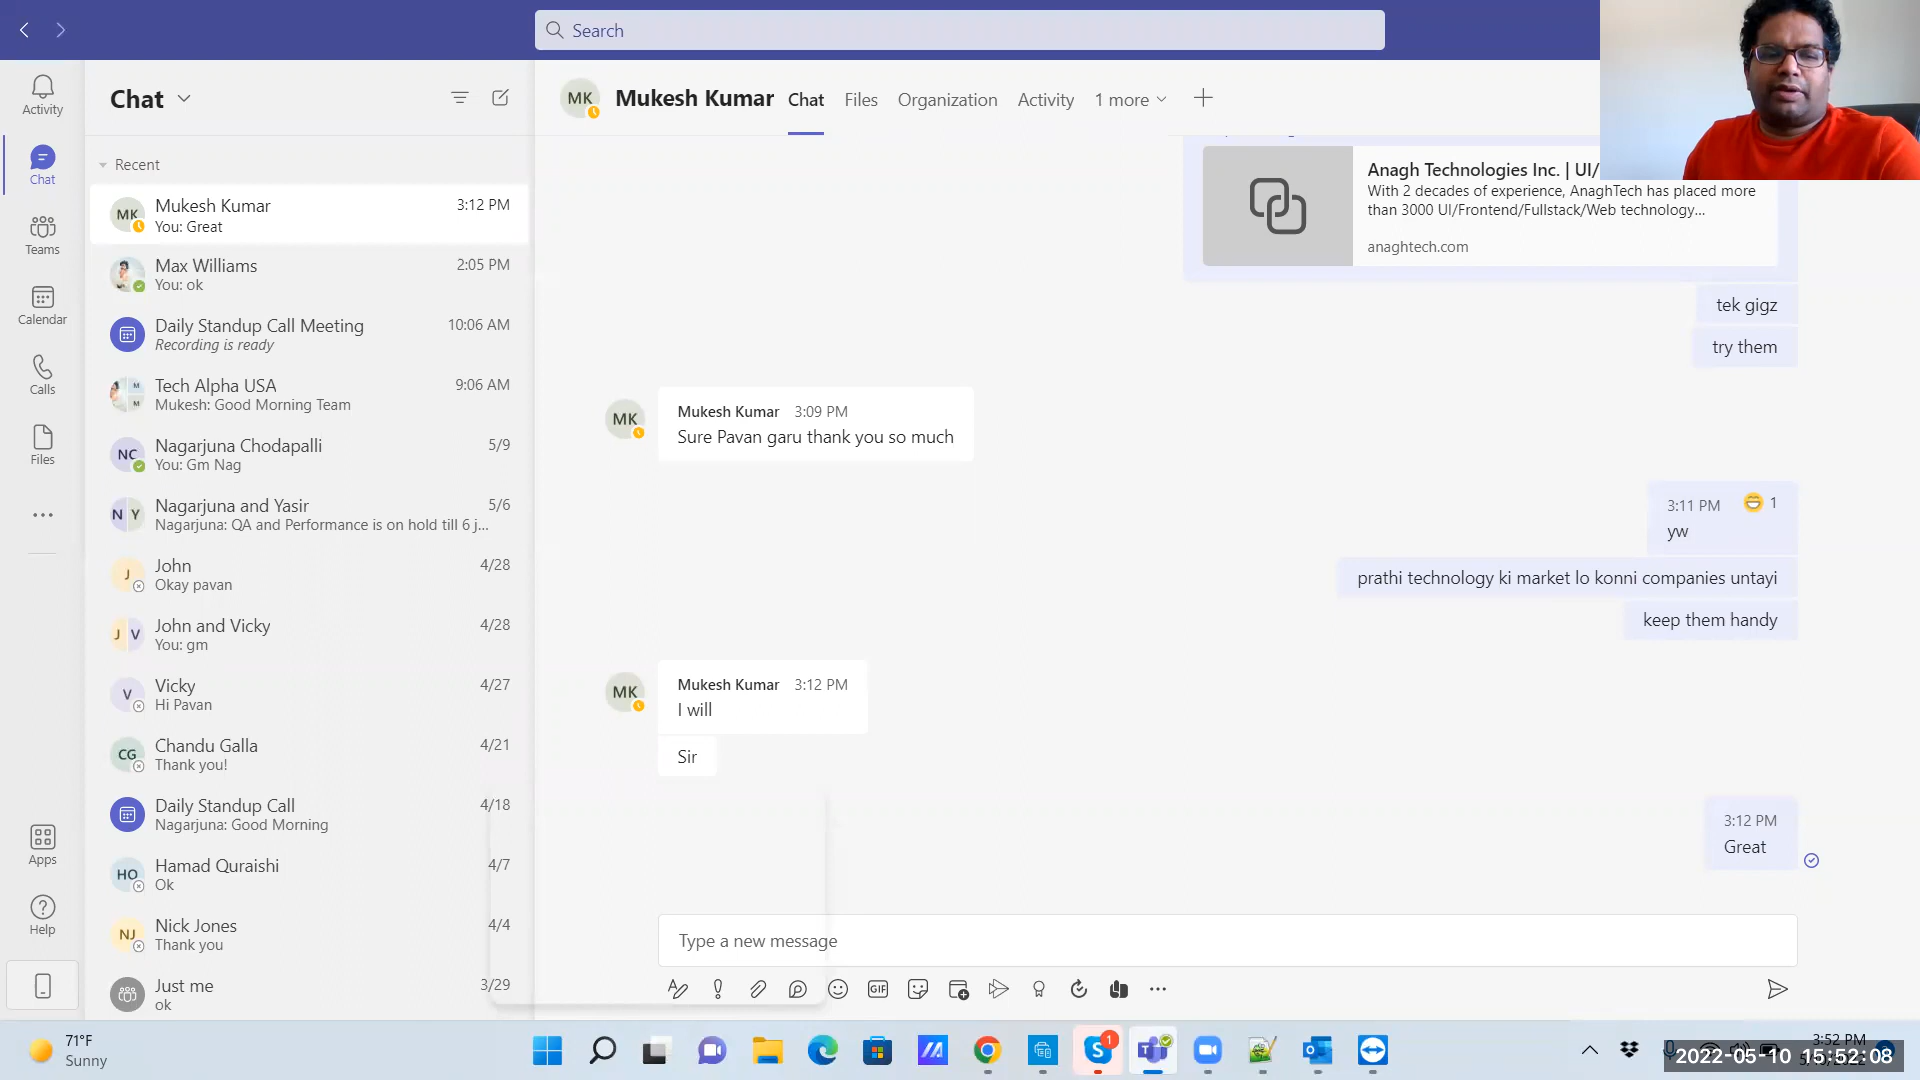 Search
Activity
Chat
Teams
Calendar
Calls
Files
Apps
Help
Chat
Recent
MK
Mukesh Kumar
3:12 PM
You: Great
Max Williams
2:05 PM
You: ok
Daily Standup Call Meeting
10:06 AM
Recording is ready
M
M
Tech Alpha USA
9:06 AM
Mukesh: Good Morning Team
NC
Nagarjuna Chodapalli
5/9
You: Gm Nag
N Y
Nagarjuna and Yasir
5/6
Nagarjuna: QA and Performance is on hold till 6 j...
J
John
4/28
Okay pavan
J V
John and Vicky
4/28
You: gm
V
Vicky
4/27
Hi Pavan
CG
Chandu Galla
4/21
Thank you!
Daily Standup Call
4/18
Nagarjuna: Good Morning
HQ
Hamad Quraishi
4/7
Ok
NJ
Nick Jones
4/4
Thank you
Just me
3/29
ok
MK Mukesh Kumar Chat Files Organization Activity 1 more
Anagh Technologies Inc. | UI/
With 2 decades of experience, AnaghTech has placed more
than 3000 UI/Frontend/Fullstack/Web technology...
anaghtech.com
tek gigz
try them
MK
Mukesh Kumar 3:09 PM
Sure Pavan garu thank you so much
3:11 PM
1
yw
prathi technology ki market lo konni companies untayi
keep them handy
MK
Mukesh Kumar 3:12 PM
I will
Sir
3:12 PM
Great
Type a new message
GIF
71°F
Sunny
S
1
3:52 PM
2022-05-10 15:52:08